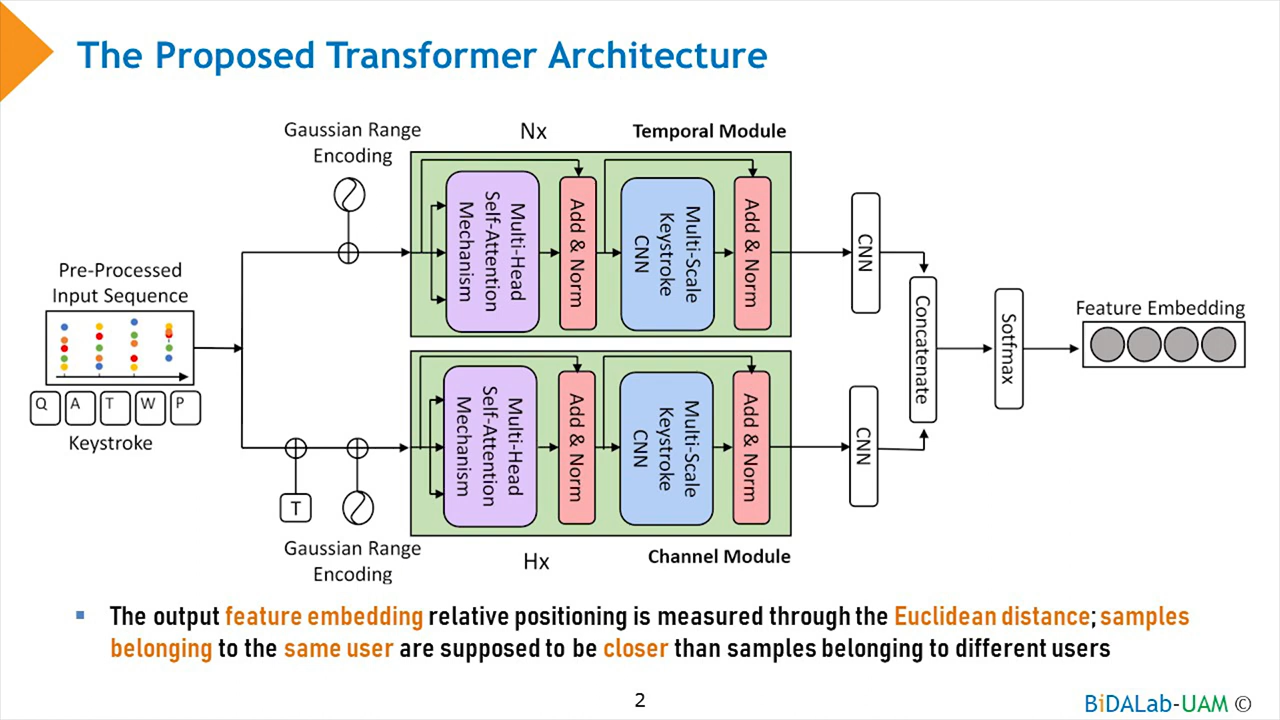 The Proposed Transformer Architecture
Gaussian Range
Encoding
Nx
Temporal Module
Multi-Head
Self-Attention
Mechanism
Add & Norm
Multi-Scale
Keystroke
CNN
Add & Norm
CNN
Pre-Processed
Input Sequence
Q A T W P
Keystroke
T
Gaussian Range
Encoding
Multi-Head
Self-Attention
Mechanism
Add & Norm
Multi-Scale
Keystroke
CNN
Add & Norm
Hx
Channel Module
CNN
Concatenate
Sotfmax
Feature Embedding
The output feature embedding relative positioning is measured through the Euclidean distance; samples
belonging to the same user are supposed to be closer than samples belonging to different users
2
BiDALab-UAM ©